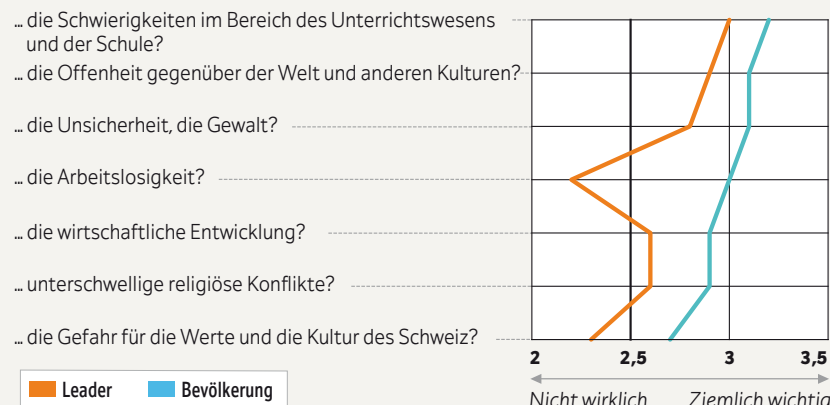 ... die Schwierigkeiten im Bereich des Unterrichtswesens
und der Schule?
... die Offenheit gegenüber der Welt und anderen Kulturen?
... die Unsicherheit, die Gewalt?
... die Arbeitslosigkeit?
... die wirtschaftliche Entwicklung?
... unterschwellige religiöse Konflikte?
... die Gefahr für die Werte und die Kultur des Schweiz?
2 2,5 3 3,5
Leader Bevölkerung
Nicht wirklich Ziemlich wichtig